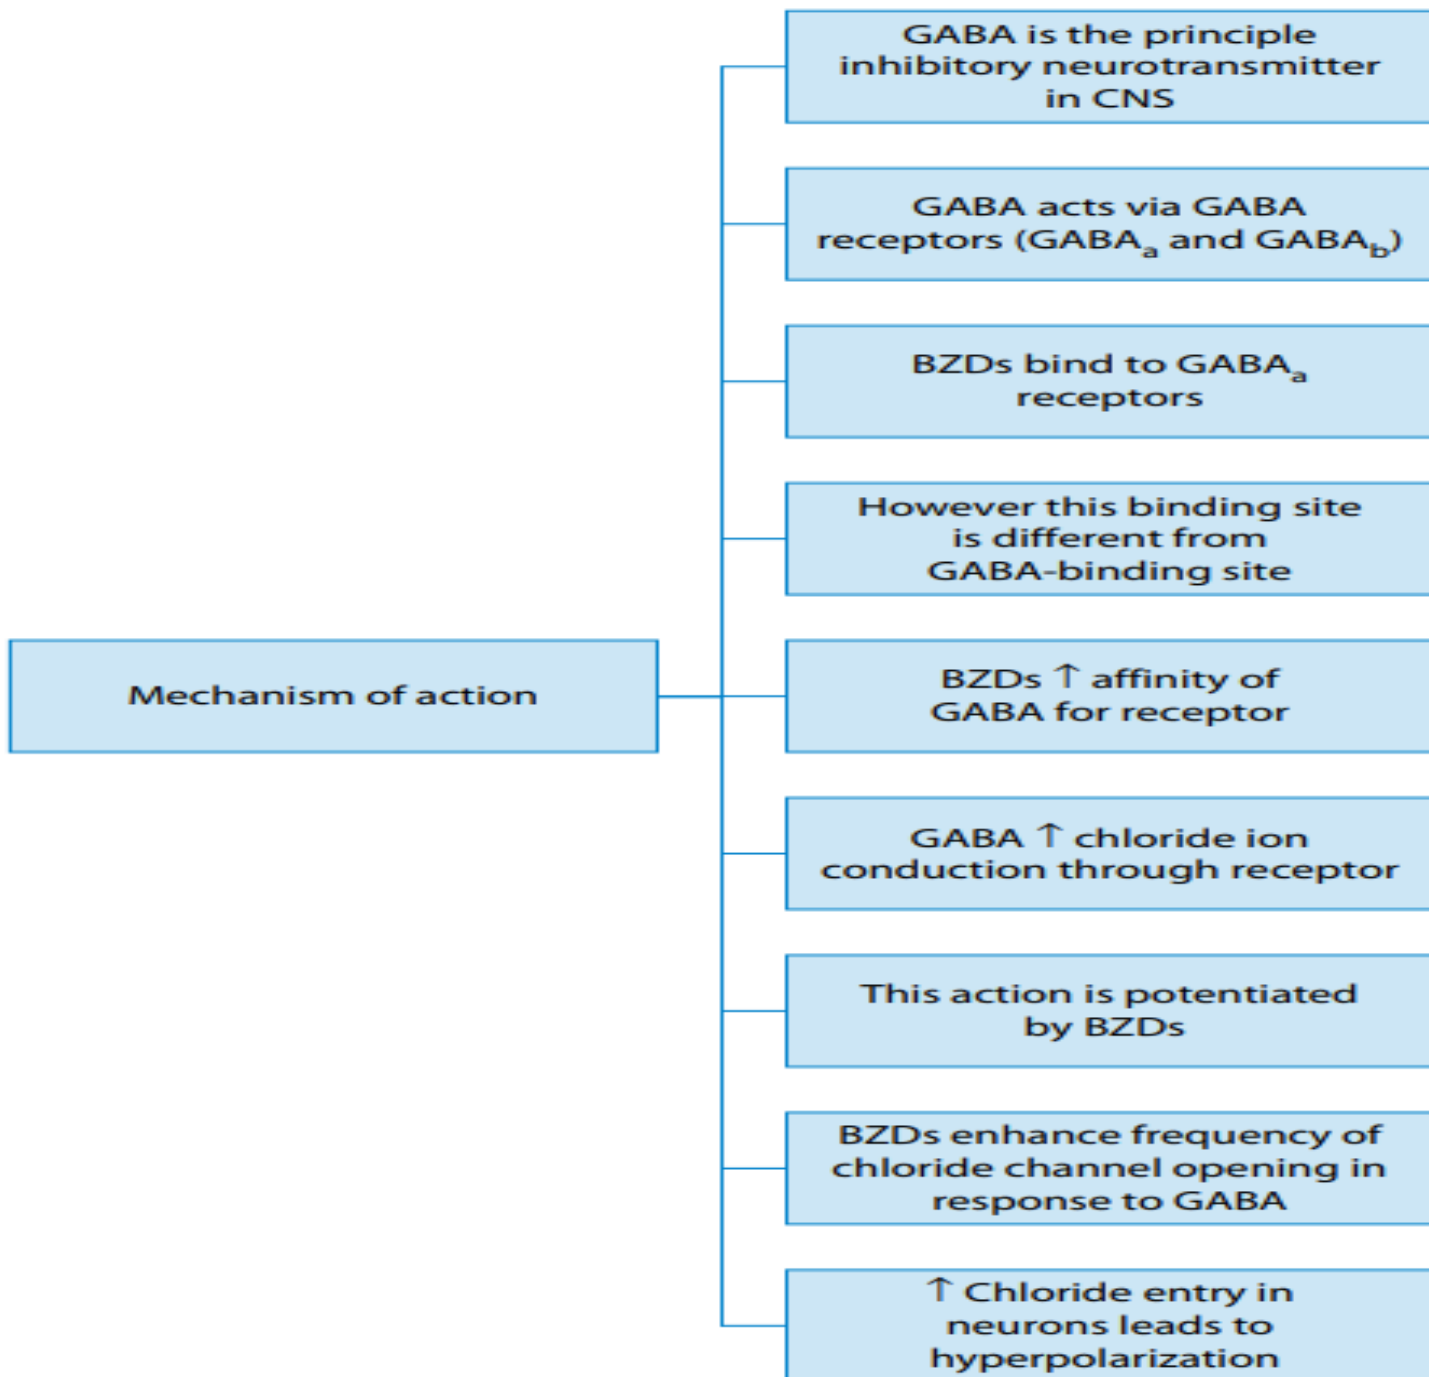 GABA is the principle
inhibitory neurotransmitter
in CNS
GABA acts via GABA
receptors (GABAₐ and GABA_b)
BZDs bind to GABAₐ
receptors
However this binding site
is different from
GABA-binding site
Mechanism of action
BZDs ↑ affinity of
GABA for receptor
GABA ↑ chloride ion
conduction through receptor
This action is potentiated
by BZDs
BZDs enhance frequency of
chloride channel opening in
response to GABA
↑ Chloride entry in
neurons leads to
hyperpolarization